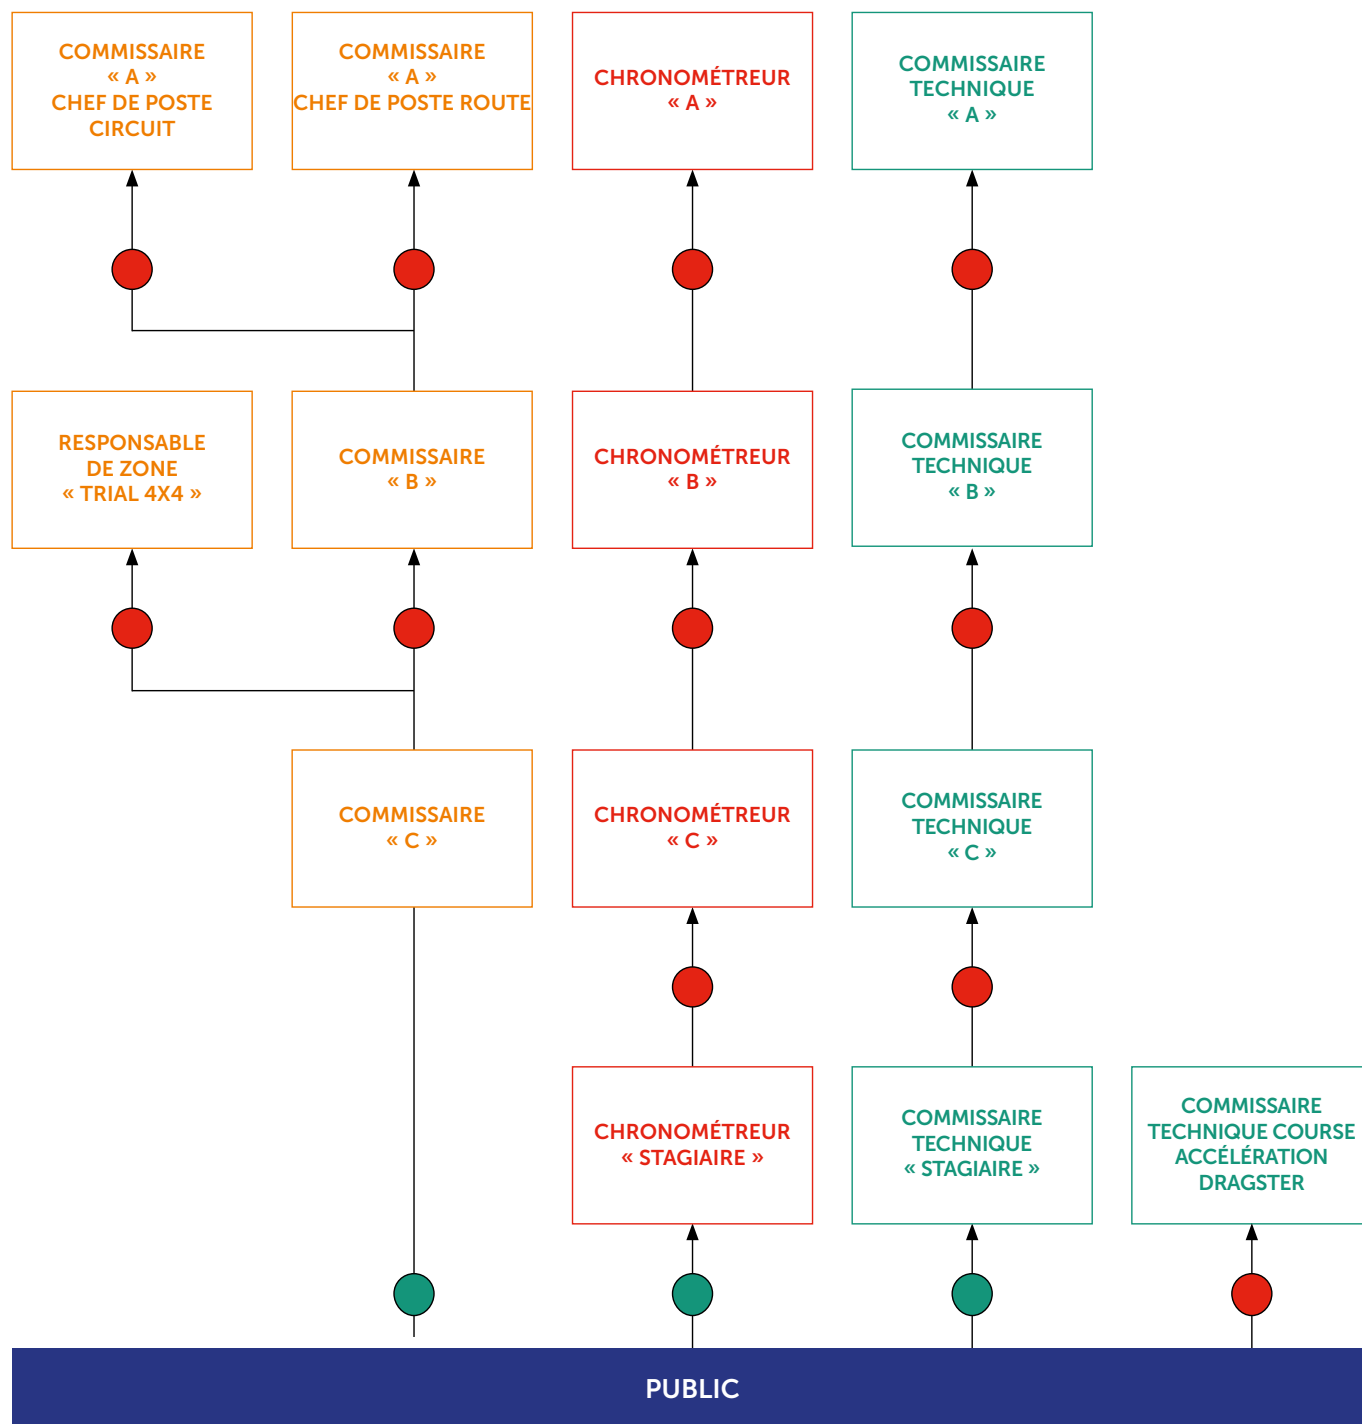 COMMISSAIRE
« A »
CHEF DE POSTE
CIRCUIT
COMMISSAIRE
« A »
CHEF DE POSTE ROUTE
CHRONOMÉTREUR
« A »
COMMISSAIRE
TECHNIQUE
« A »
RESPONSABLE
DE ZONE
« TRIAL 4X4 »
COMMISSAIRE
« B »
CHRONOMÉTREUR
« B »
COMMISSAIRE
TECHNIQUE
« B »
COMMISSAIRE
« C »
CHRONOMÉTREUR
« C »
COMMISSAIRE
TECHNIQUE
« C »
CHRONOMÉTREUR
« STAGIAIRE »
COMMISSAIRE
TECHNIQUE
« STAGIAIRE »
COMMISSAIRE
TECHNIQUE COURSE
ACCÉLÉRATION
DRAGSTER
PUBLIC